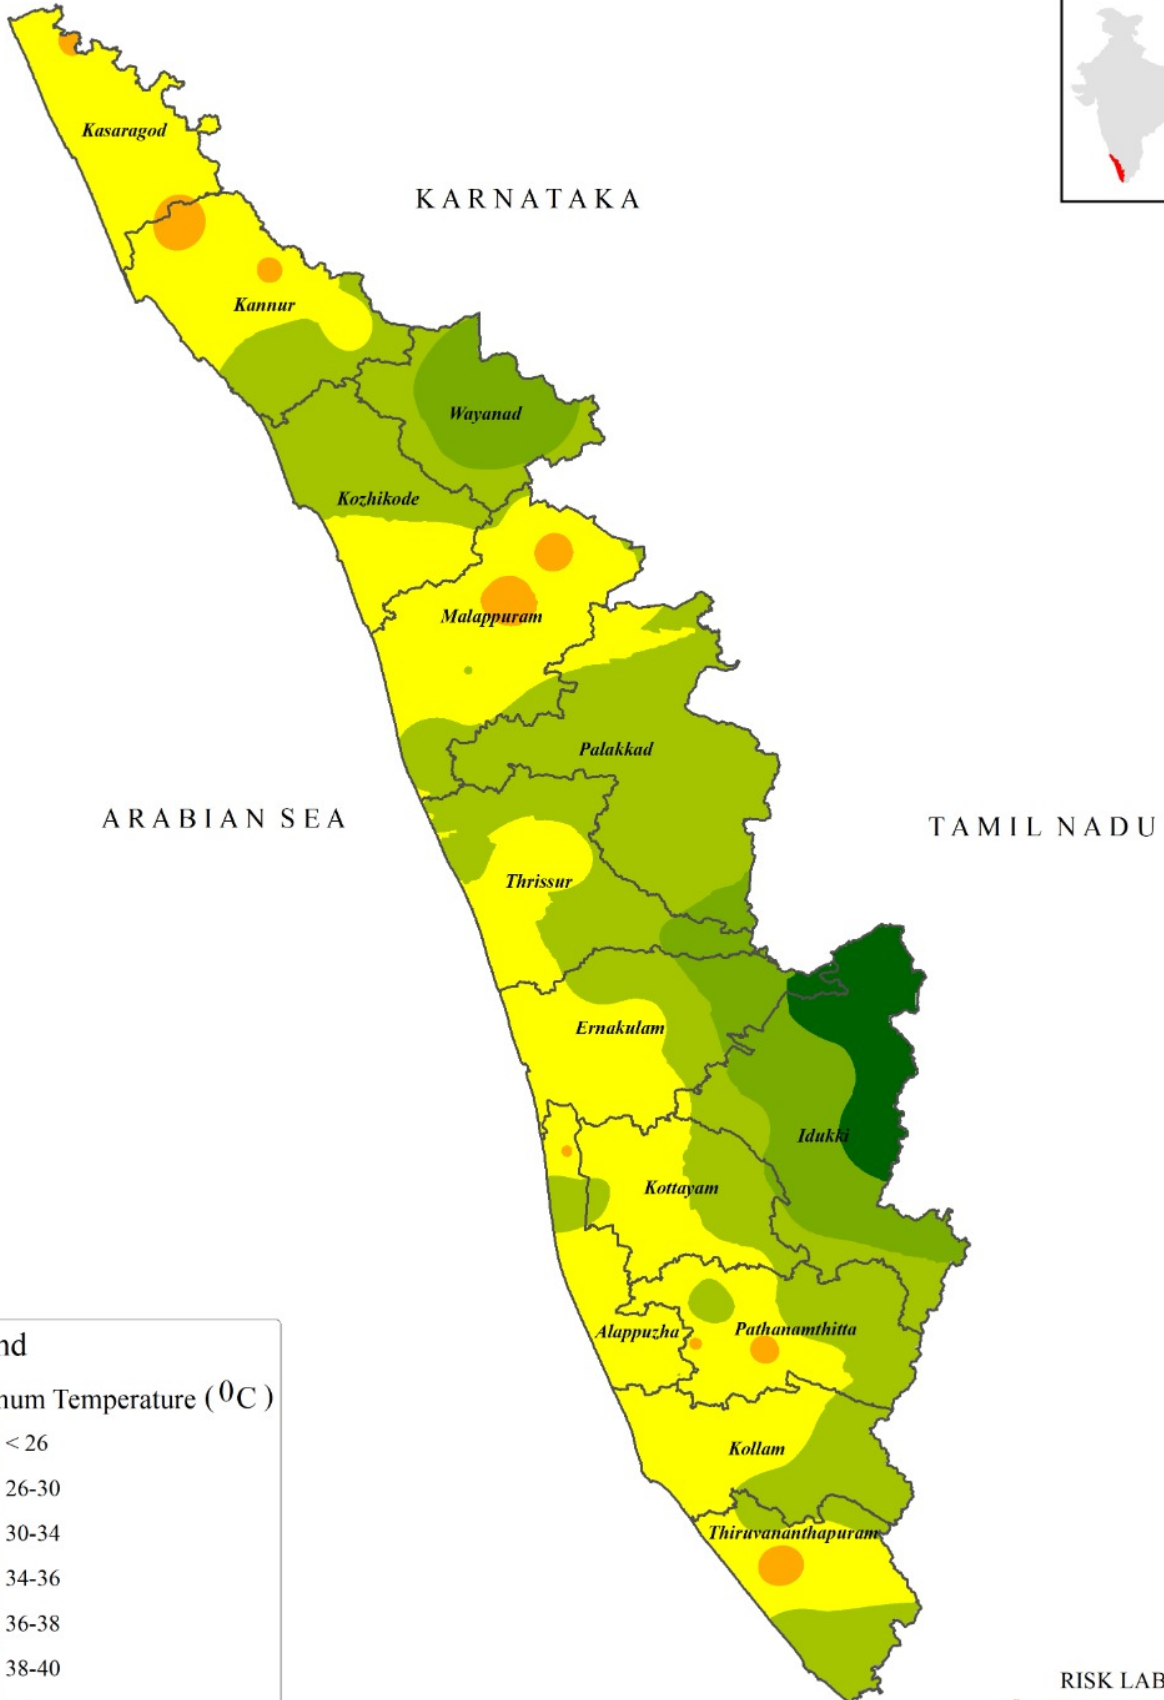 Kasaragod
KARNATAKA
Kannur
Wayanad
Kozhikode
Malappuram
Palakkad
ARABIAN SEA
TAMIL NADU
Thrissur
Ernakulam
Idukki
Kottayam
Alappuzha
Pathanamthitta
Kollam
Thiruvananthapuram
nd
num Temperature (⁰C)
< 26
26-30
30-34
34-36
36-38
38-40
RISK LAB